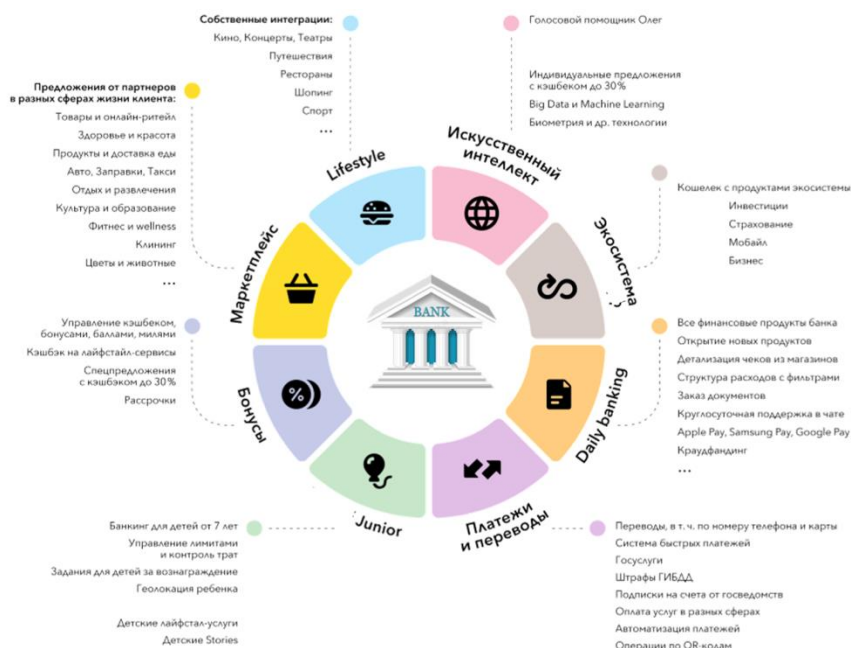 Собственные интеграции:
Кино, Концерты, Театры
Путешествия
Рестораны
Шопинг
Спорт
...
Голосовой помощник Олег
Индивидуальные предложения
с кэшбеком до 30%
Big Data и Machine Learning
Биометрия и др. технологии
Предложения от партнеров
в разных сферах жизни клиента:
Товары и онлайн-ритейл
Здоровье и красота
Продукты и доставка еды
Авто, Заправки, Такси
Отдых и развлечения
Культура и образование
Фитнес и wellness
Клининг
Цветы и животные
...
Кошелек с продуктами экосистемы
Инвестиции
Страхование
Мобайл
Бизнес
Lifestyle
Искусственный
интеллект
Маркетплейс
Экосистема
BANK
Бонусы
Daily banking
Junior
Платежи
и переводы
Управление кэшбеком,
бонусами, баллами, милями
Кэшбэк на лайфстайл-сервисы
Спецпредложения
с кэшбэком до 30%
Рассрочки
Все финансовые продукты банка
Открытие новых продуктов
Детализация чеков из магазинов
Структура расходов с фильтрами
Заказ документов
Круглосуточная поддержка в чате
Apple Pay, Samsung Pay, Google Pay
Краудфандинг
...
Банкинг для детей от 7 лет
Управление лимитами
и контроль трат
Задания для детей за вознаграждение
Геолокация ребенка
Детские лайфстал-услуги
Детские Stories
Переводы, в т. ч. по номеру телефона и карты
Система быстрых платежей
Госуслуги
Штрафы ГИБДД
Подписки на счета от госведомств
Оплата услуг в разных сферах
Автоматизация платежей
Операции по QR-кодам